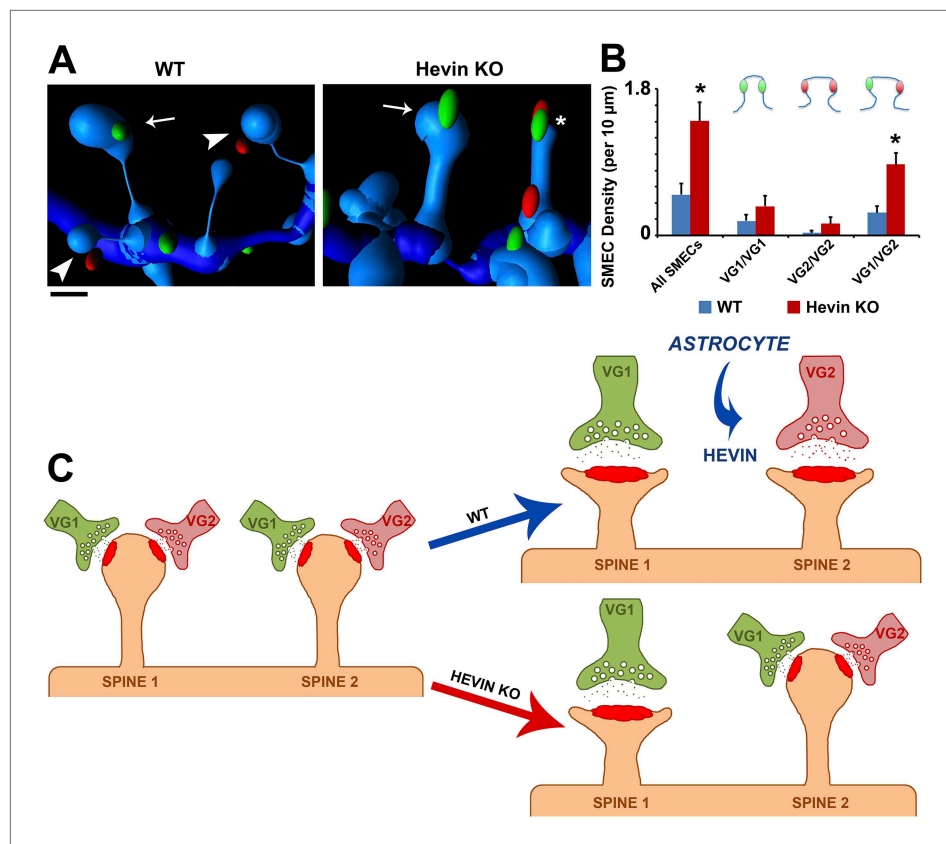 A
WT
Hevin KO
*
B
SMEC Density (per 10 µm)
1.8
0
*
*
All SMECs
VG1/VG1
VG2/VG2
VG1/VG2
WT
Hevin KO
C
VG1
VG2
VG1
VG2
SPINE 1
SPINE 2
WT
HEVIN KO
ASTROCYTE
HEVIN
VG1
VG2
SPINE 1
SPINE 2
VG1
VG1
VG2
SPINE 1
SPINE 2